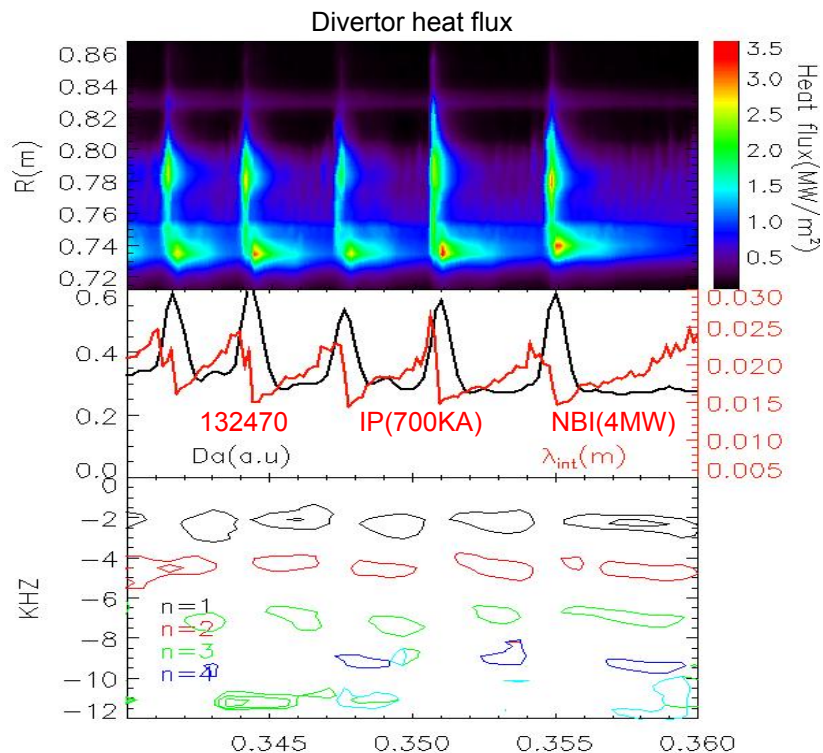 Divertor heat flux
0.86
0.84
0.82
0.80
0.78
0.76
0.74
0.72
R(m)
3.5
3.0
2.5
2.0
1.5
1.0
0.5
Heat flux(MW/m²)
0.6
0.4
0.2
0.0
0.030
0.025
0.020
0.015
0.010
0.005
132470 IP(700KA) NBI(4MW)
Da(a.u) λint(m)
0
-2
-4
-6
-8
-10
-12
KHZ
n=1
n=2
n=3
n=4
0.345 0.350 0.355 0.360